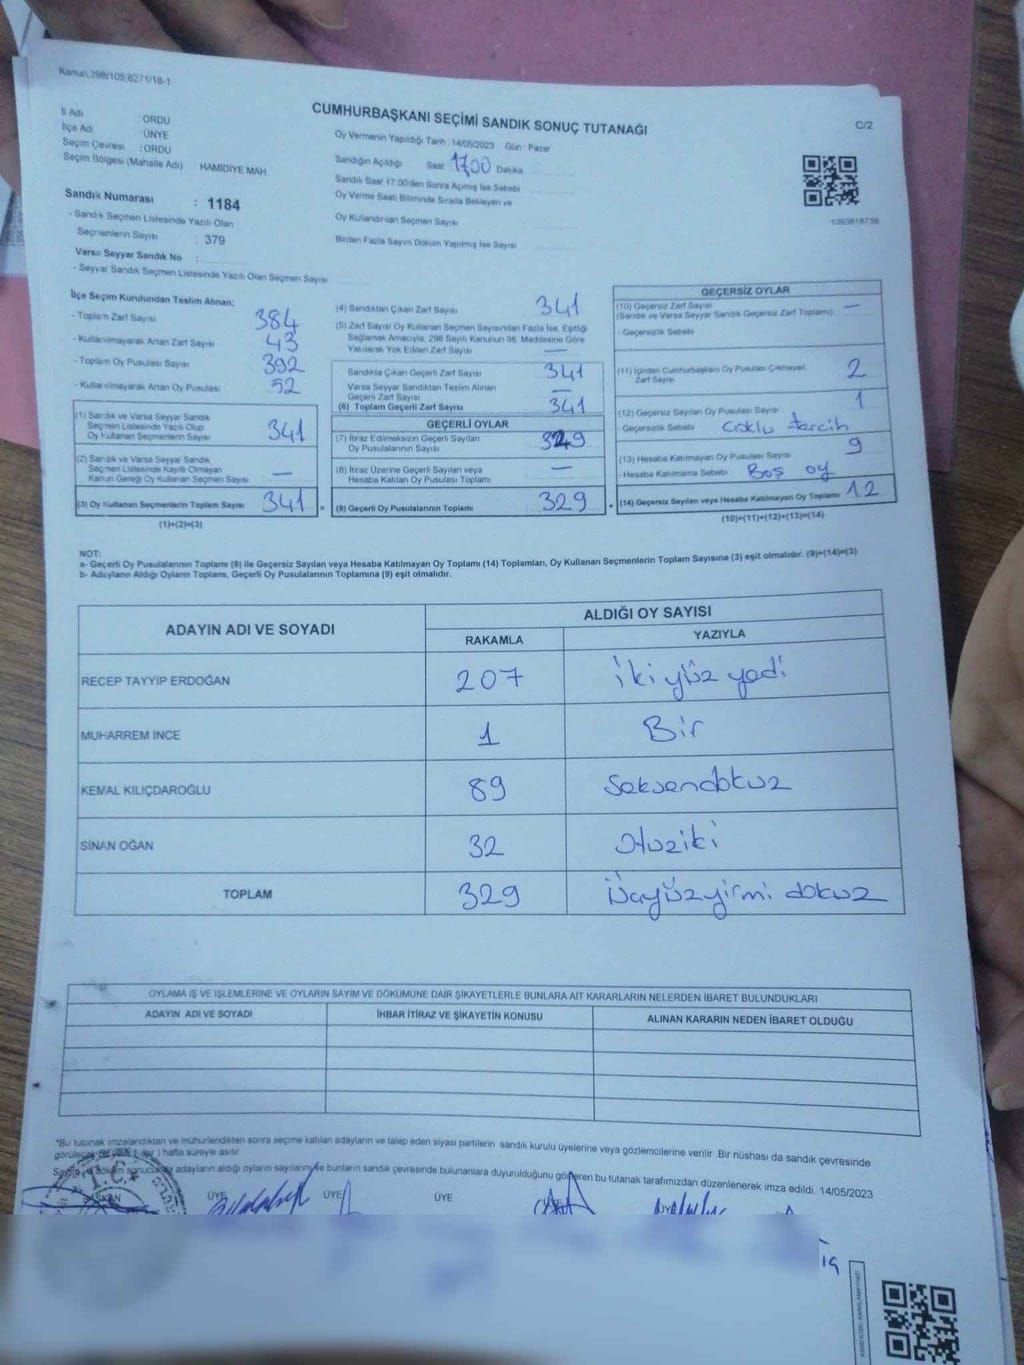 Kanun,298/105,6271/18-1
CUMHURBAŞKANI SEÇİMİ SANDIK SONUÇ TUTANAĞI
C/2
İl Adı : ORDU
İlçe Adı : ÜNYE
Seçim Çevresi : ORDU
Seçim Bölgesi (Mahalle Adı) HAMİDİYE MAH
Oy Vermenin Yapıldığı Tarih : 14/05/2023 Gün : Pazar
Sandığın Açıldığı Saat 17.00 Dakika
Sandık Saat 17:00'den Sonra Açımış İse Sebebi
Oy Verme Saati Bitiminde Sırada Bekleyen ve
Oy Kullandırılan Seçmen Sayısı
Birden Fazla Sayım Döküm Yapılmış İse Sayısı
1093818738
Sandık Numarası : 1184
- Sandık Seçmen Listesinde Yazılı Olan
Seçmenlerin Sayısı : 379
Varsa Seyyar Sandık No :
- Seyyar Sandık Seçmen Listesinde Yazılı Olan Seçmen Sayısı
İlçe Seçim Kurulundan Teslim Alınan;
- Toplam Zarf Sayısı 384
- Kullanılmayarak Artan Zarf Sayısı 43
- Toplam Oy Pusulası Sayısı 392
- Kullanılmayarak Artan Oy Pusulası 52
(1) Sandık ve Varsa Seyyar Sandık
Seçmen Listesinde Yazılı Olup
Oy Kullanan Seçmenlerin Sayısı 341
(2) Sandık ve Varsa Seyyar Sandık
Seçmen Listesinde Kayıtlı Olmayan
Kanun Gereği Oy Kullanan Seçmen Sayısı —
(3) Oy Kullanan Seçmenlerin Toplam Sayısı 341 =
(1)+(2)=(3)
(4) Sandıktan Çıkan Zarf Sayısı 341
(5) Zarf Sayısı Oy Kullanan Seçmen Sayısından Fazla İse, Eşitliği
Sağlamak Amacıyla, 298 Sayılı Kanunun 98. Maddesine Göre
Yakılarak Yok Edilen Zarf Sayısı —
Sandıkta Çıkan Geçerli Zarf Sayısı 341
Varsa Seyyar Sandıktan Teslim Alınan
Geçerli Zarf Sayısı —
(6) Toplam Geçerli Zarf Sayısı 341
GEÇERLİ OYLAR
(7) İtiraz Edilmeksizin Geçerli Sayılan
Oy Pusulalarının Sayısı 329
(8) İtiraz Üzerine Geçerli Sayılan veya
Hesaba Katılan Oy Pusulası Toplamı —
(9) Geçerli Oy Pusulalarının Toplamı 329 +
GEÇERSİZ OYLAR
(10) Geçersiz Zarf Sayısı
(Sandık ve Varsa Seyyar Sandık Geçersiz Zarf Toplamı) : —
- Geçersizlik Sebebi
(11) İçinden Cumhurbaşkanı Oy Pusulası Çıkmayan
Zarf Sayısı 2
(12) Geçersiz Sayılan Oy Pusulası Sayısı 1
- Geçersizlik Sebebi Çoklu tercih
(13) Hesaba Katılmayan Oy Pusulası Sayısı 9
- Hesaba Katılmama Sebebi : Boş oy
(14) Geçersiz Sayılan veya Hesaba Katılmayan Oy Toplamı 12
(10)+(11)+(12)+(13)=(14)
NOT:
a- Geçerli Oy Pusulalarının Toplamı (9) ile Geçersiz Sayılan veya Hesaba Katılmayan Oy Toplamı (14) Toplamları, Oy Kullanan Seçmenlerin Toplam Sayısına (3) eşit olmalıdır. (9)+(14)=(3)
b- Adayların Aldığı Oyların Toplamı, Geçerli Oy Pusulalarının Toplamına (9) eşit olmalıdır.
ADAYIN ADI VE SOYADI
ALDIĞI OY SAYISI
RAKAMLA YAZIYLA
RECEP TAYYİP ERDOĞAN 207 ikiyüz yedi
MUHARREM İNCE 1 Bir
KEMAL KILIÇDAROĞLU 89 Seksendokuz
SİNAN OĞAN 32 Otuziki
TOPLAM 329 Üçyüzyirmi dokuz
OYLAMA İŞ VE İŞLEMLERİNE VE OYLARIN SAYIM VE DÖKÜMÜNE DAİR ŞİKAYETLERLE BUNLARA AİT KARARLARIN NELERDEN İBARET BULUNDUKLARI
ADAYIN ADI VE SOYADI İHBAR İTİRAZ VE ŞİKAYETİN KONUSU ALINAN KARARIN NEDEN İBARET OLDUĞU
"Bu tutanak imzalandıktan ve mühürlendikten sonra seçime katılan adayların ve talep eden siyasi partilerin sandık kurulu üyelerine veya gözlemcilerine verilir .Bir nüshası da sandık çevresinde
görülecek bir yere 1 (bir) hafta süreyle asılır.
Sayım ve döküm sonucunda adayların aldığı oyların sayılarını ve bunların sandık çevresinde bulunanlara duyurulduğunu gösteren bu tutanak tarafımızdan düzenlenerek imza edildi. 14/05/2023
T.C.
BAŞKAN ÜYE ÜYE ÜYE ÜYE